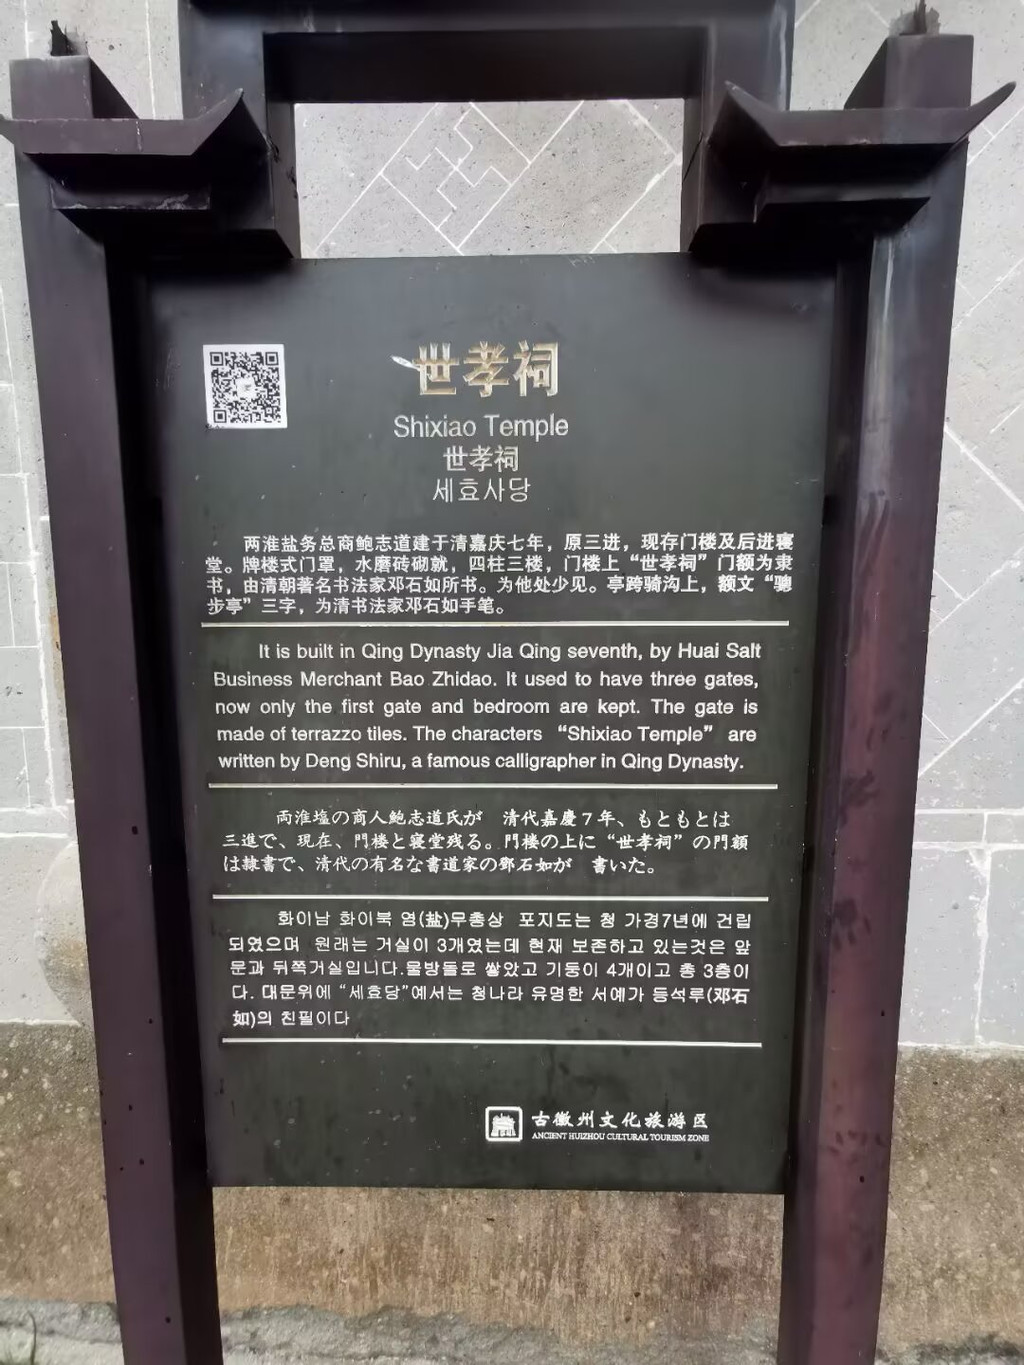 世孝祠
Shixiao Temple
世孝祠
세효사당
两淮盐务总商鲍志道建于清嘉庆七年，原三进，现存门楼及后进寝
堂。牌楼式门罩，水磨砖砌就，四柱三楼，门楼上“世孝祠”门额为隶
书，由清朝著名书法家邓石如所书。为他处少见。亭跨骑沟上，额文“骢
步亭”三字，为清书法家邓石如手笔。
It is built in Qing Dynasty Jia Qing seventh, by Huai Salt
Business Merchant Bao Zhidao. It used to have three gates,
now only the first gate and bedroom are kept. The gate is
made of terrazzo tiles. The characters “Shixiao Temple” are
written by Deng Shiru, a famous calligrapher in Qing Dynasty.
両淮塩の商人鮑志道氏が 清代嘉慶７年、もともとは
三進で、現在、門楼と寝堂残る。門楼の上に“世孝祠”の門額
は隷書で、清代の有名な書道家の鄧石如が 書いた。
화이남 화이북 염(盐)무총상 포지도는 청 가경7년에 건립
되였으며 원래는 거실이 3개였는데 현재 보존하고 있는것은 앞
문과 뒤쪽거실입니다.물방돌로 쌓았고 기둥이 4개이고 총 3층이
다. 대문위에 “세효당”예서는 청나라 유명한 서예가 등석루(邓石
如)의 친필이다
古徽州文化旅游区
ANCIENT HUIZHOU CULTURAL TOURISM ZONE